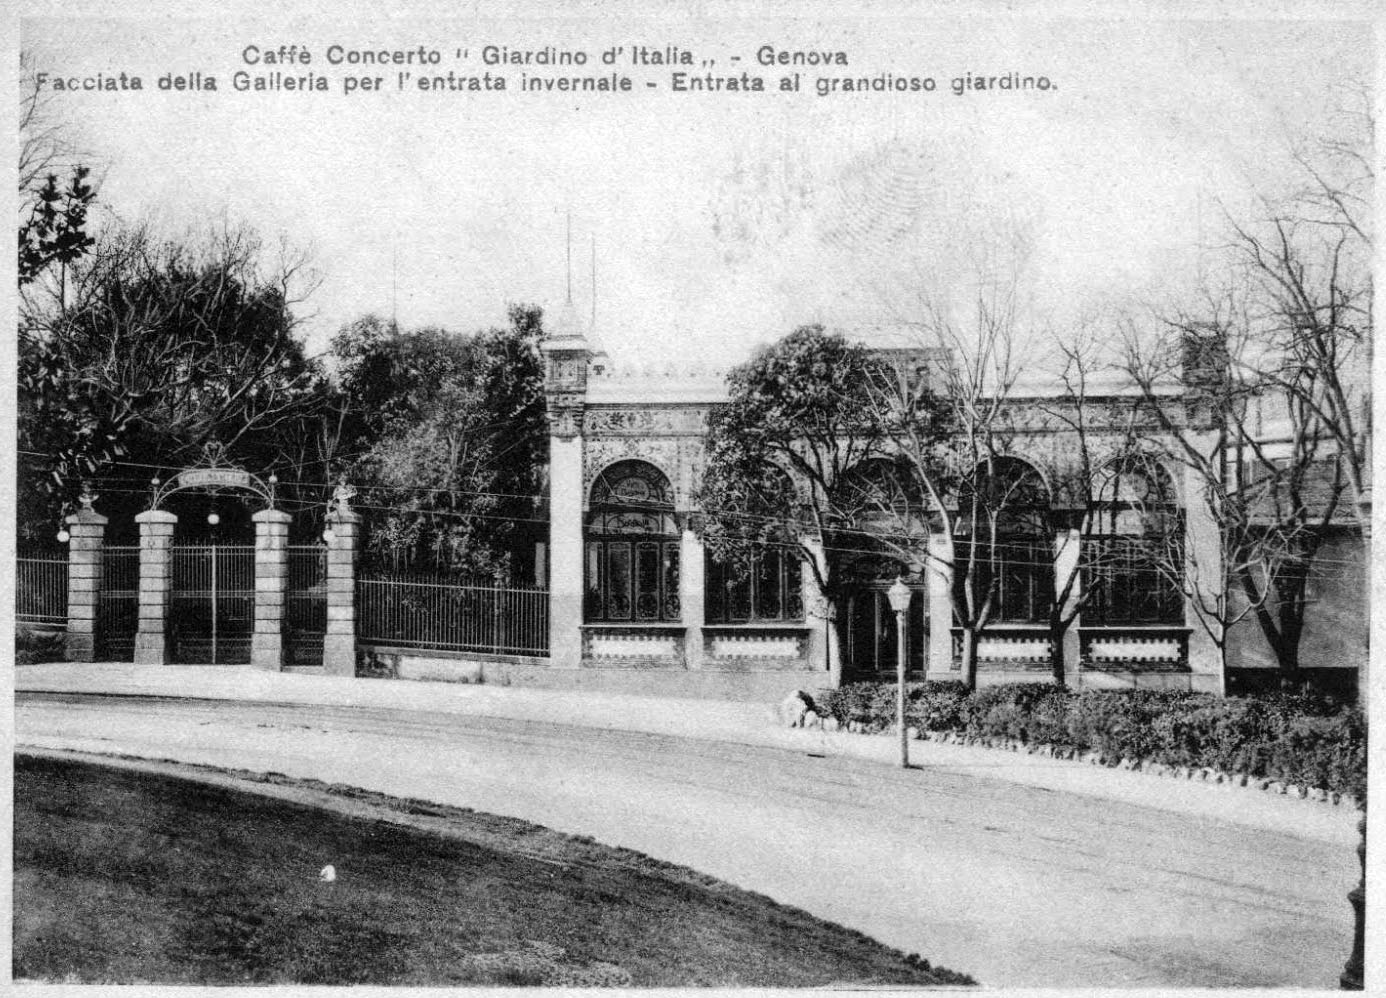 Caffè Concerto " Giardino d' Italia „ - Genova
Facciata della Galleria per l' entrata invernale - Entrata al grandioso giardino.